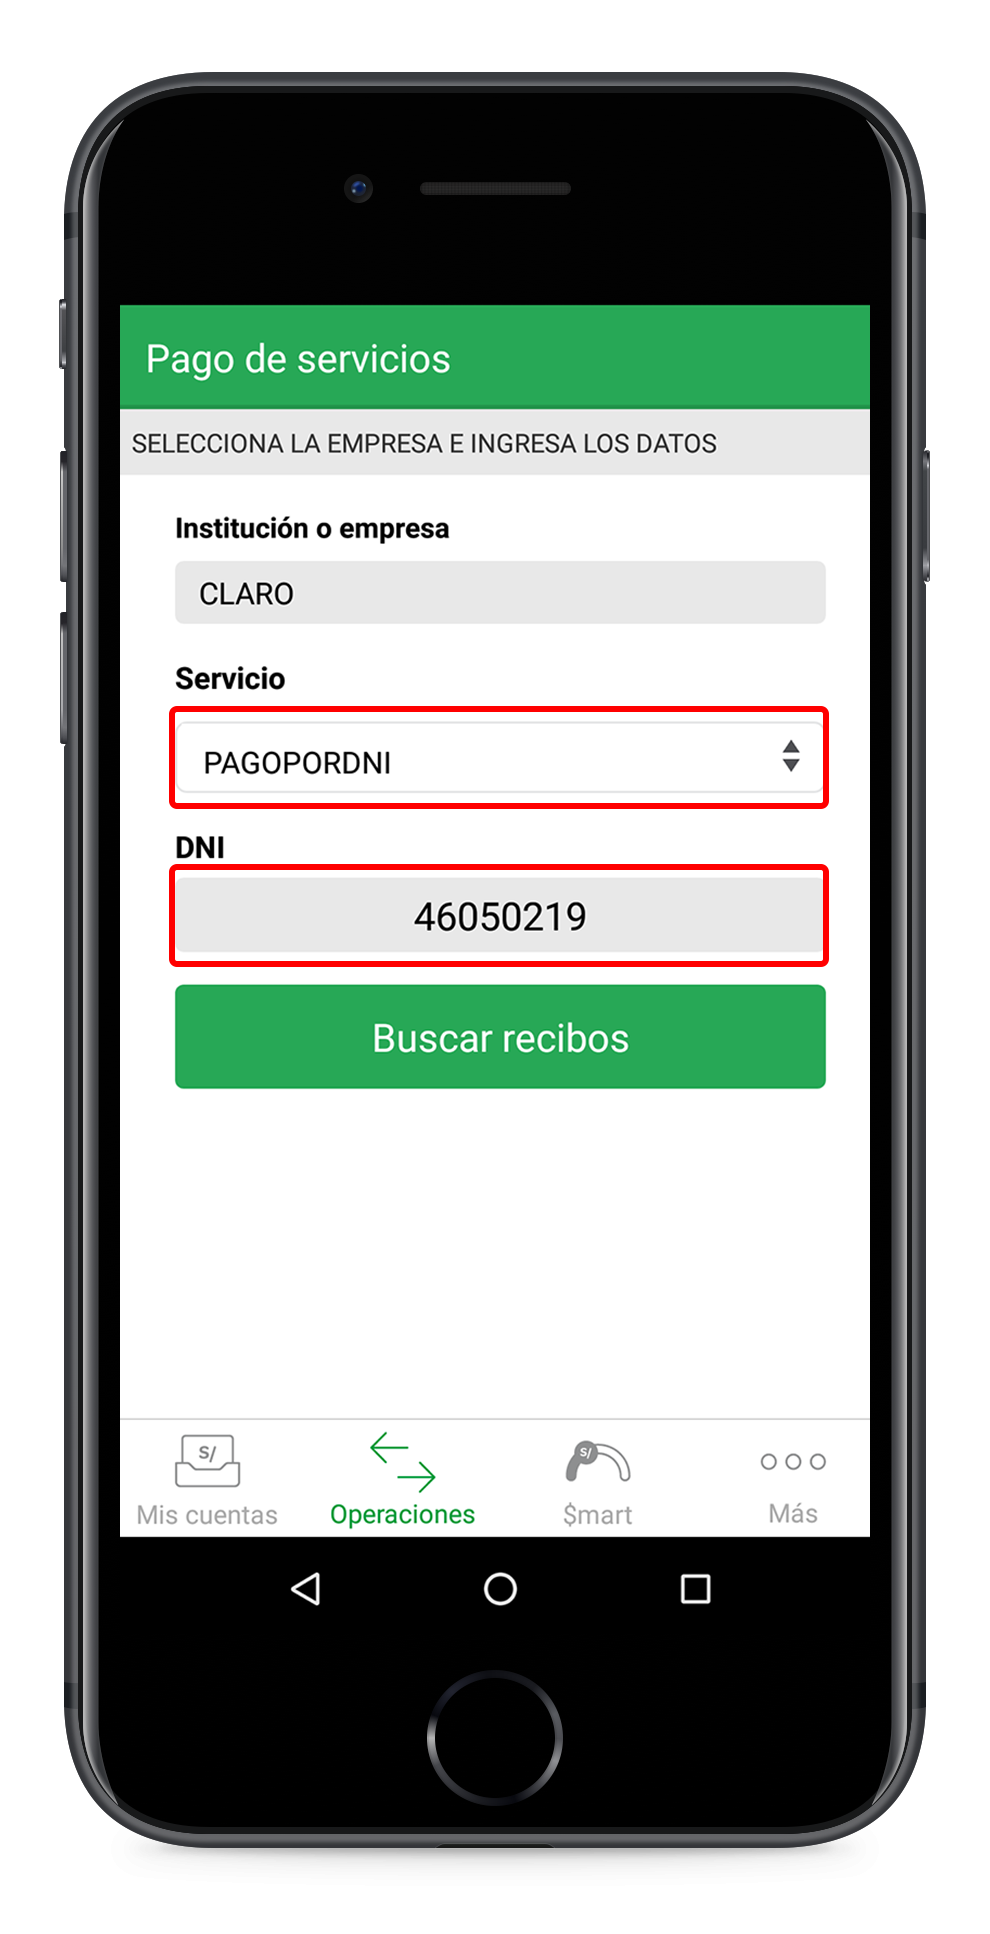 Pago de servicios
SELECCIONA LA EMPRESA E INGRESA LOS DATOS
Institución o empresa
CLARO
Servicio
PAGOPORDNI
DNI
46050219
Buscar recibos
S/ S/
Mis cuentas Operaciones $mart Más